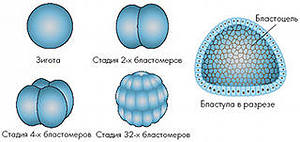 Зигота
Стадия 2-х бластомеров
Стадия 4-х бластомеров
Стадия 32-х бластомеров
Бластоцель
Бластула в разрезе